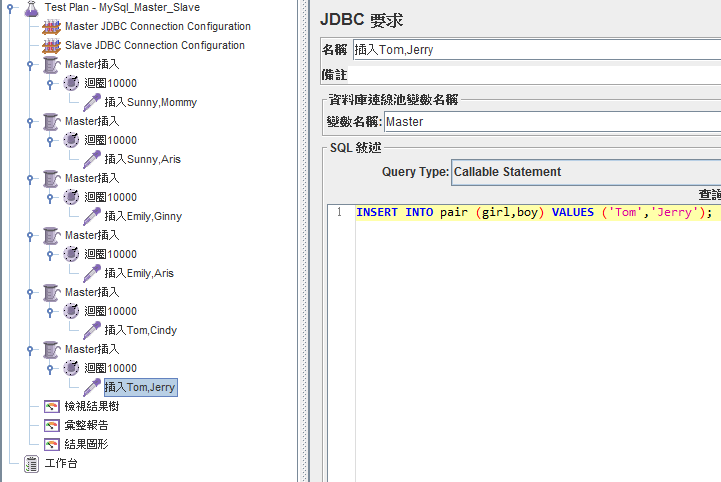 Test Plan - MySql_Master_Slave
Master JDBC Connection Configuration
Slave JDBC Connection Configuration
Master插入
迴圈10000
插入Sunny,Mommy
Master插入
迴圈10000
插入Sunny,Aris
Master插入
迴圈10000
插入Emily,Ginny
Master插入
迴圈10000
插入Emily,Aris
Master插入
迴圈10000
插入Tom,Cindy
Master插入
迴圈10000
插入Tom,Jerry
檢視結果樹
彙整報告
結果圖形
工作台
JDBC 要求
名稱 插入Tom,Jerry
備註
資料庫連線池變數名稱
變數名稱: Master
SQL 敘述
Query Type: Callable Statement
查詢
1 INSERT INTO pair (girl,boy) VALUES ('Tom','Jerry');